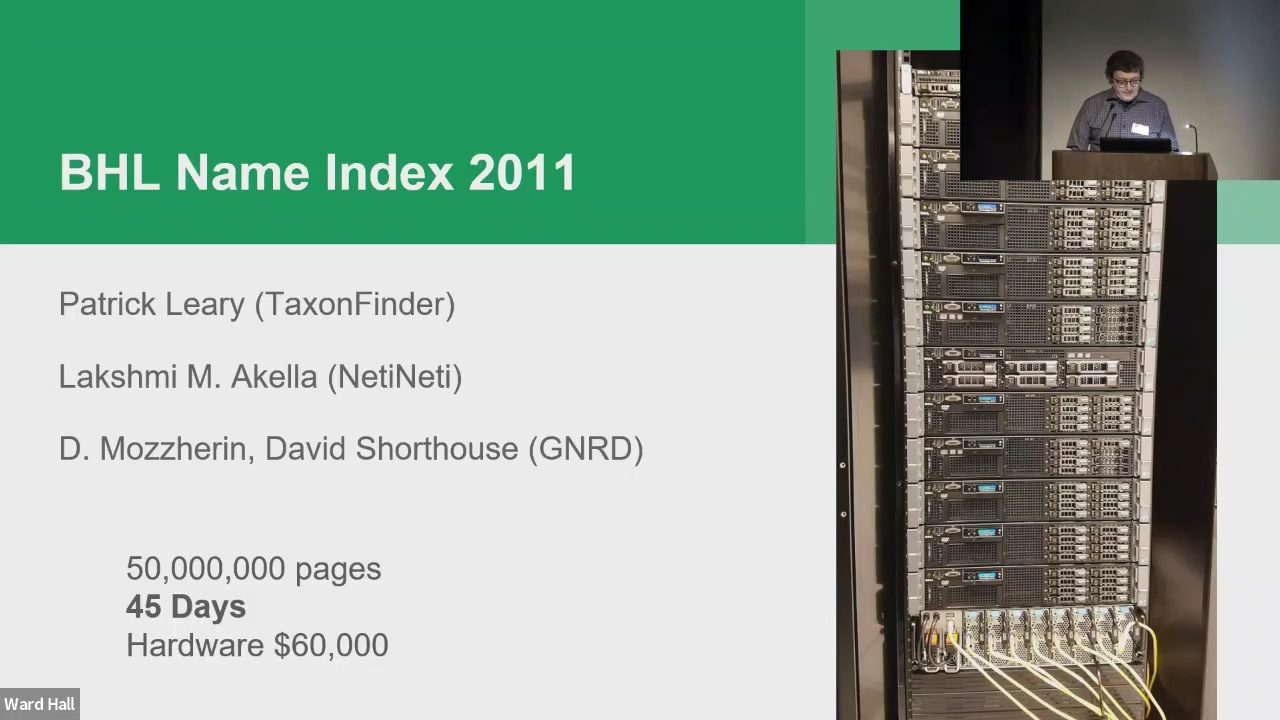 BHL Name Index 2011
Patrick Leary (TaxonFinder)
Lakshmi M. Akella (NetiNeti)
D. Mozzherin, David Shorthouse (GNRD)
50,000,000 pages
45 Days
Hardware $60,000
Ward Hall